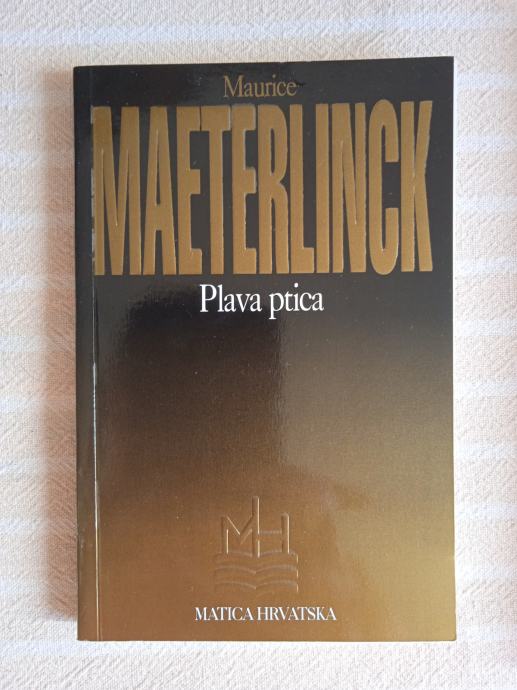 Maurice
MAETERLINCK
Plava ptica
MH
MATICA HRVATSKA